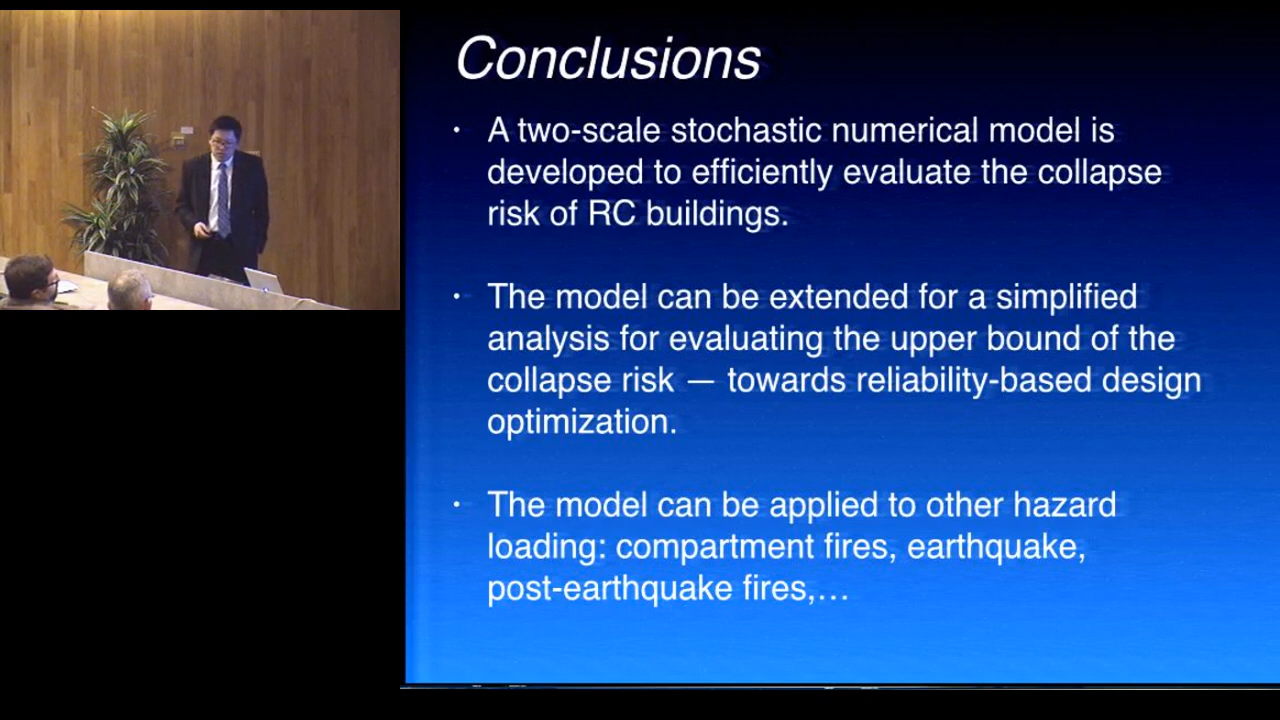 Conclusions
· A two-scale stochastic numerical model is
developed to efficiently evaluate the collapse
risk of RC buildings.
· The model can be extended for a simplified
analysis for evaluating the upper bound of the
collapse risk — towards reliability-based design
optimization.
· The model can be applied to other hazard
loading: compartment fires, earthquake,
post-earthquake fires,…